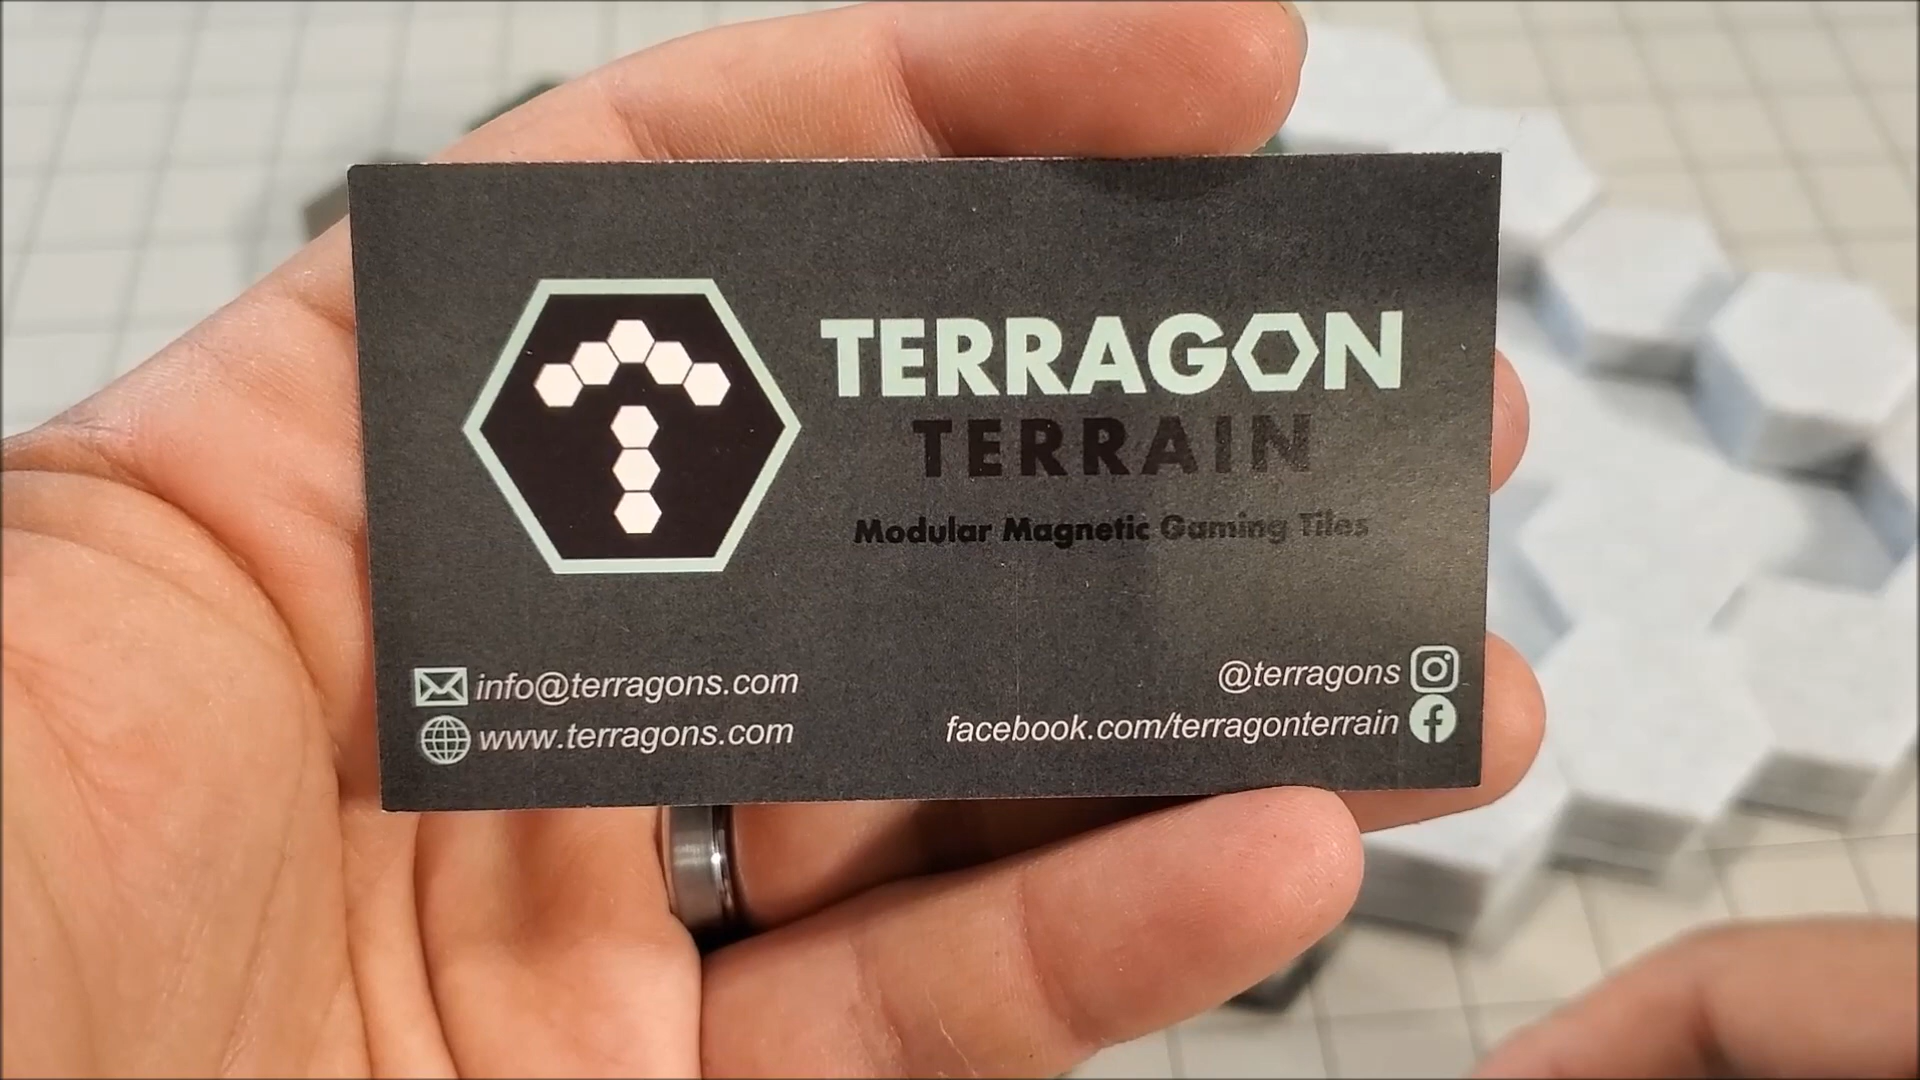 TERRAGON
TERRAIN
Modular Magnetic Gaming Tiles
info@terragons.com
www.terragons.com
@terragons
facebook.com/terragonterrain